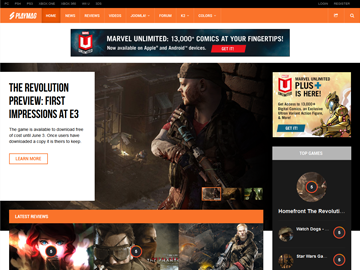 PLAYMAG
HOME
NEWS
REVIEWS
VIDEOS
JOOMLA!
FORUM
K2
COLORS
MARVEL UNLIMITED: 13,000+ COMICS AT YOUR FINGERTIPS!
Now available on Apple® and Android™ devices.
GET IT!
THE REVOLUTION
PREVIEW: FIRST
IMPRESSIONS AT E3
The game is available to download free
of cost until June 3. Once users have
downloaded a copy it is theirs to keep.
LEARN MORE
MARVEL UNLIMITED
PLUS+
IS HERE!
Get Access to 13,000+
Digital Comics, an Exclusive
Ethan Variant Action Figure,
& More!
GET IT!
TOP GAMES
Homefront The Revoluti...
Watch Dogs -...
Star Wars Ga...
LATEST REVIEWS